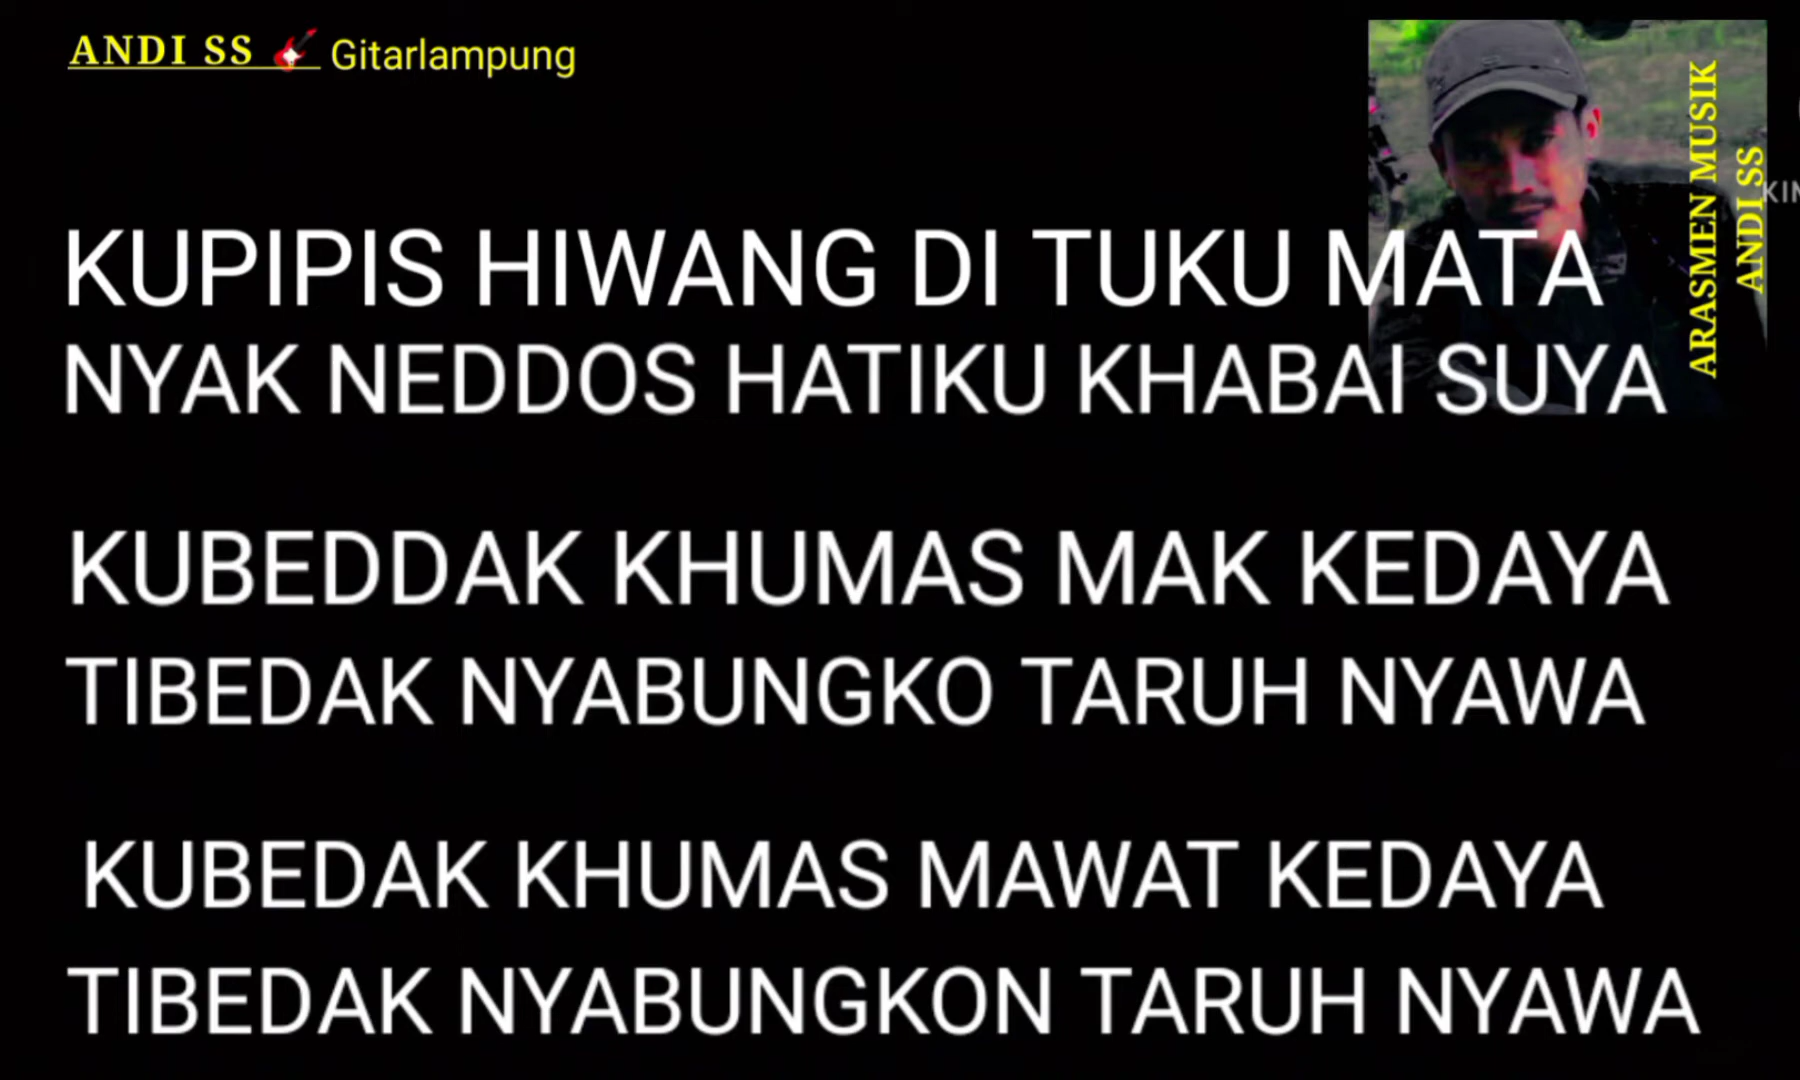 ANDI SS 🎸 Gitarlampung
ARASMEN MUSIK
ANDI SS
KUPIPIS HIWANG DI TUKU MATA
NYAK NEDDOS HATIKU KHABAI SUYA
KUBEDDAK KHUMAS MAK KEDAYA
TIBEDAK NYABUNGKO TARUH NYAWA
KUBEDAK KHUMAS MAWAT KEDAYA
TIBEDAK NYABUNGKON TARUH NYAWA